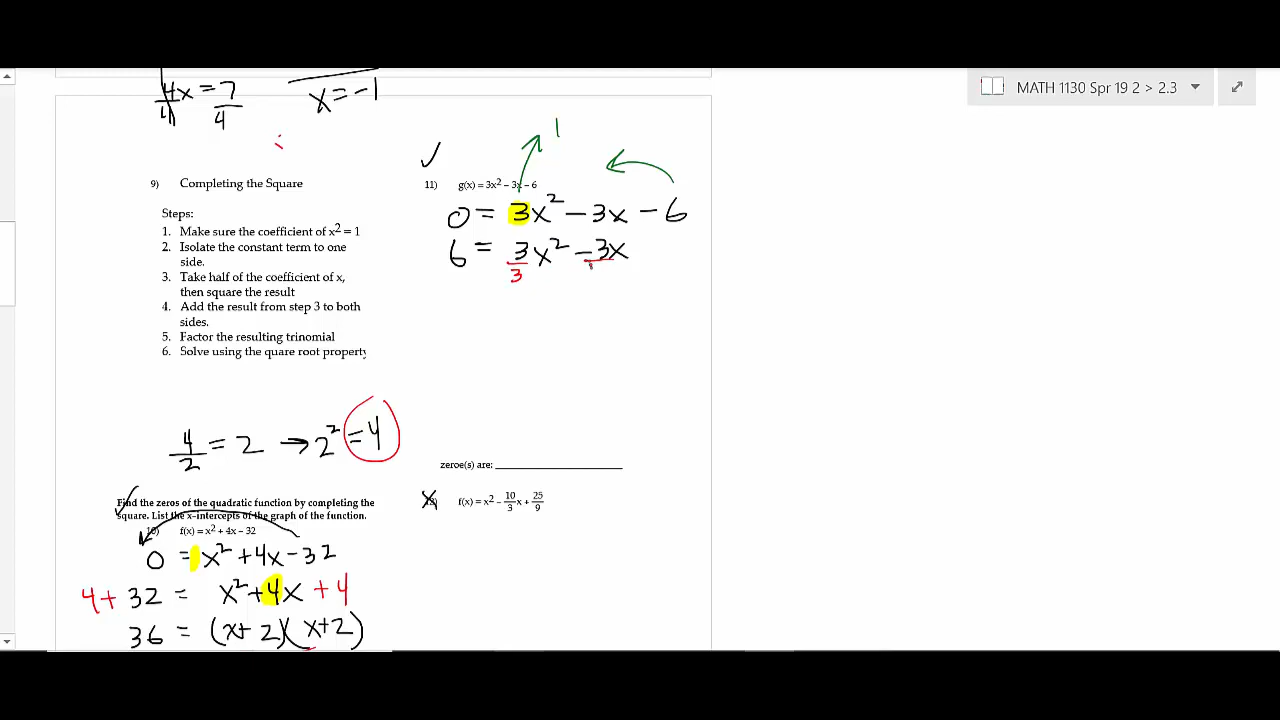 4x = 7
4 4
x = -1
MATH 1130 Spr 19 2 > 2.3
9) Completing the Square
Steps:
1. Make sure the coefficient of x² = 1
2. Isolate the constant term to one
side.
3. Take half of the coefficient of x,
then square the result
4. Add the result from step 3 to both
sides.
5. Factor the resulting trinomial
6. Solve using the quare root property
4/2 = 2 → 2² = 4
Find the zeros of the quadratic function by completing the
square. List the x-intercepts of the graph of the function.
10) f(x) = x² + 4x - 32
0 = x² + 4x - 32
4 + 32 = x² + 4x + 4
36 = (x + 2)(x + 2)
1
11) g(x) = 3x² - 3x - 6
0 = 3x² - 3x - 6
6 = 3x² - 3x
3
zeroe(s) are:
f(x) = x² - 10/3 x + 25/9